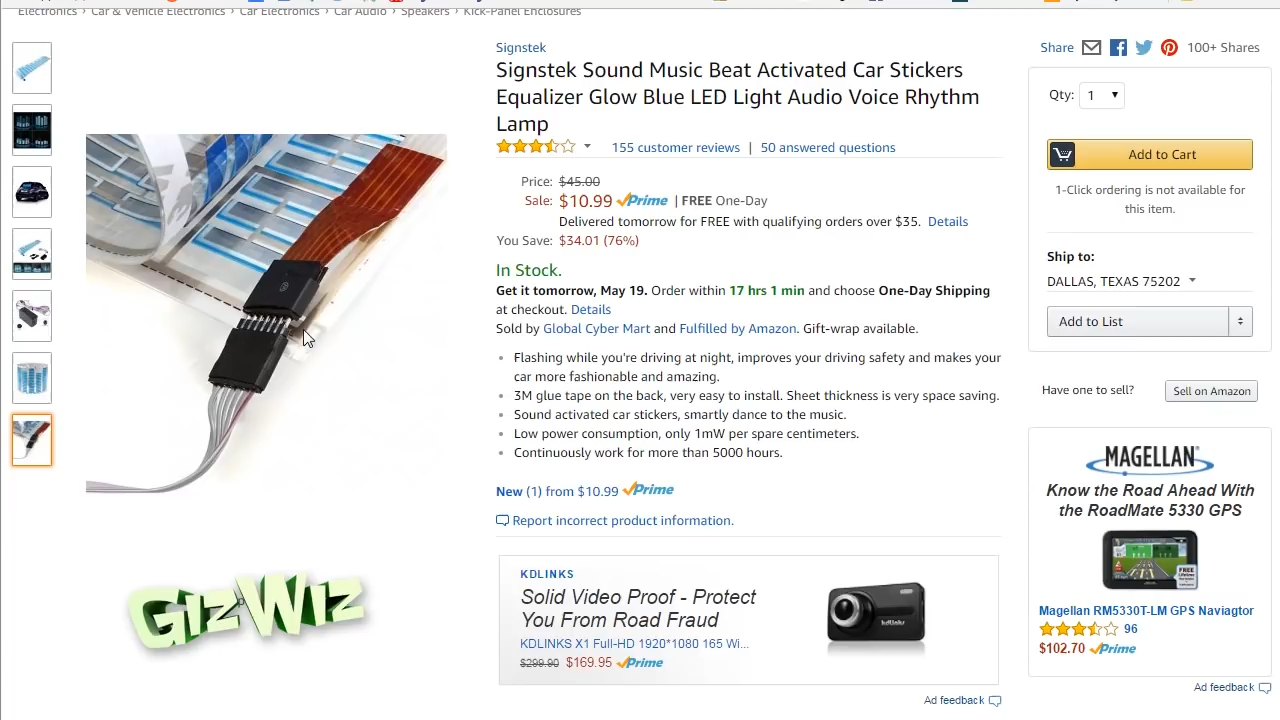 Electronics › Car & Vehicle Electronics › Car Electronics › Car Audio › Speakers › Kick-Panel Enclosures
Signstek
Signstek Sound Music Beat Activated Car Stickers
Equalizer Glow Blue LED Light Audio Voice Rhythm
Lamp
155 customer reviews | 50 answered questions
Price: $45.00
Sale: $10.99 Prime | FREE One-Day
Delivered tomorrow for FREE with qualifying orders over $35. Details
You Save: $34.01 (76%)
In Stock.
Get it tomorrow, May 19. Order within 17 hrs 1 min and choose One-Day Shipping
at checkout. Details
Sold by Global Cyber Mart and Fulfilled by Amazon. Gift-wrap available.
Flashing while you're driving at night, improves your driving safety and makes your
car more fashionable and amazing.
3M glue tape on the back, very easy to install. Sheet thickness is very space saving.
Sound activated car stickers, smartly dance to the music.
Low power consumption, only 1mW per spare centimeters.
Continuously work for more than 5000 hours.
New (1) from $10.99 Prime
Report incorrect product information.
KDLINKS
Solid Video Proof - Protect
You From Road Fraud
KDLINKS X1 Full-HD 1920*1080 165 Wi...
$299.90 $169.95 Prime
kdlinks
Ad feedback
GizWiz
Share 100+ Shares
Qty: 1
Add to Cart
1-Click ordering is not available for
this item.
Ship to:
DALLAS, TEXAS 75202
Add to List
Have one to sell? Sell on Amazon
MAGELLAN
Know the Road Ahead With
the RoadMate 5330 GPS
FREE
Magellan RM5330T-LM GPS Naviagtor
96
$102.70 Prime
Ad feedback